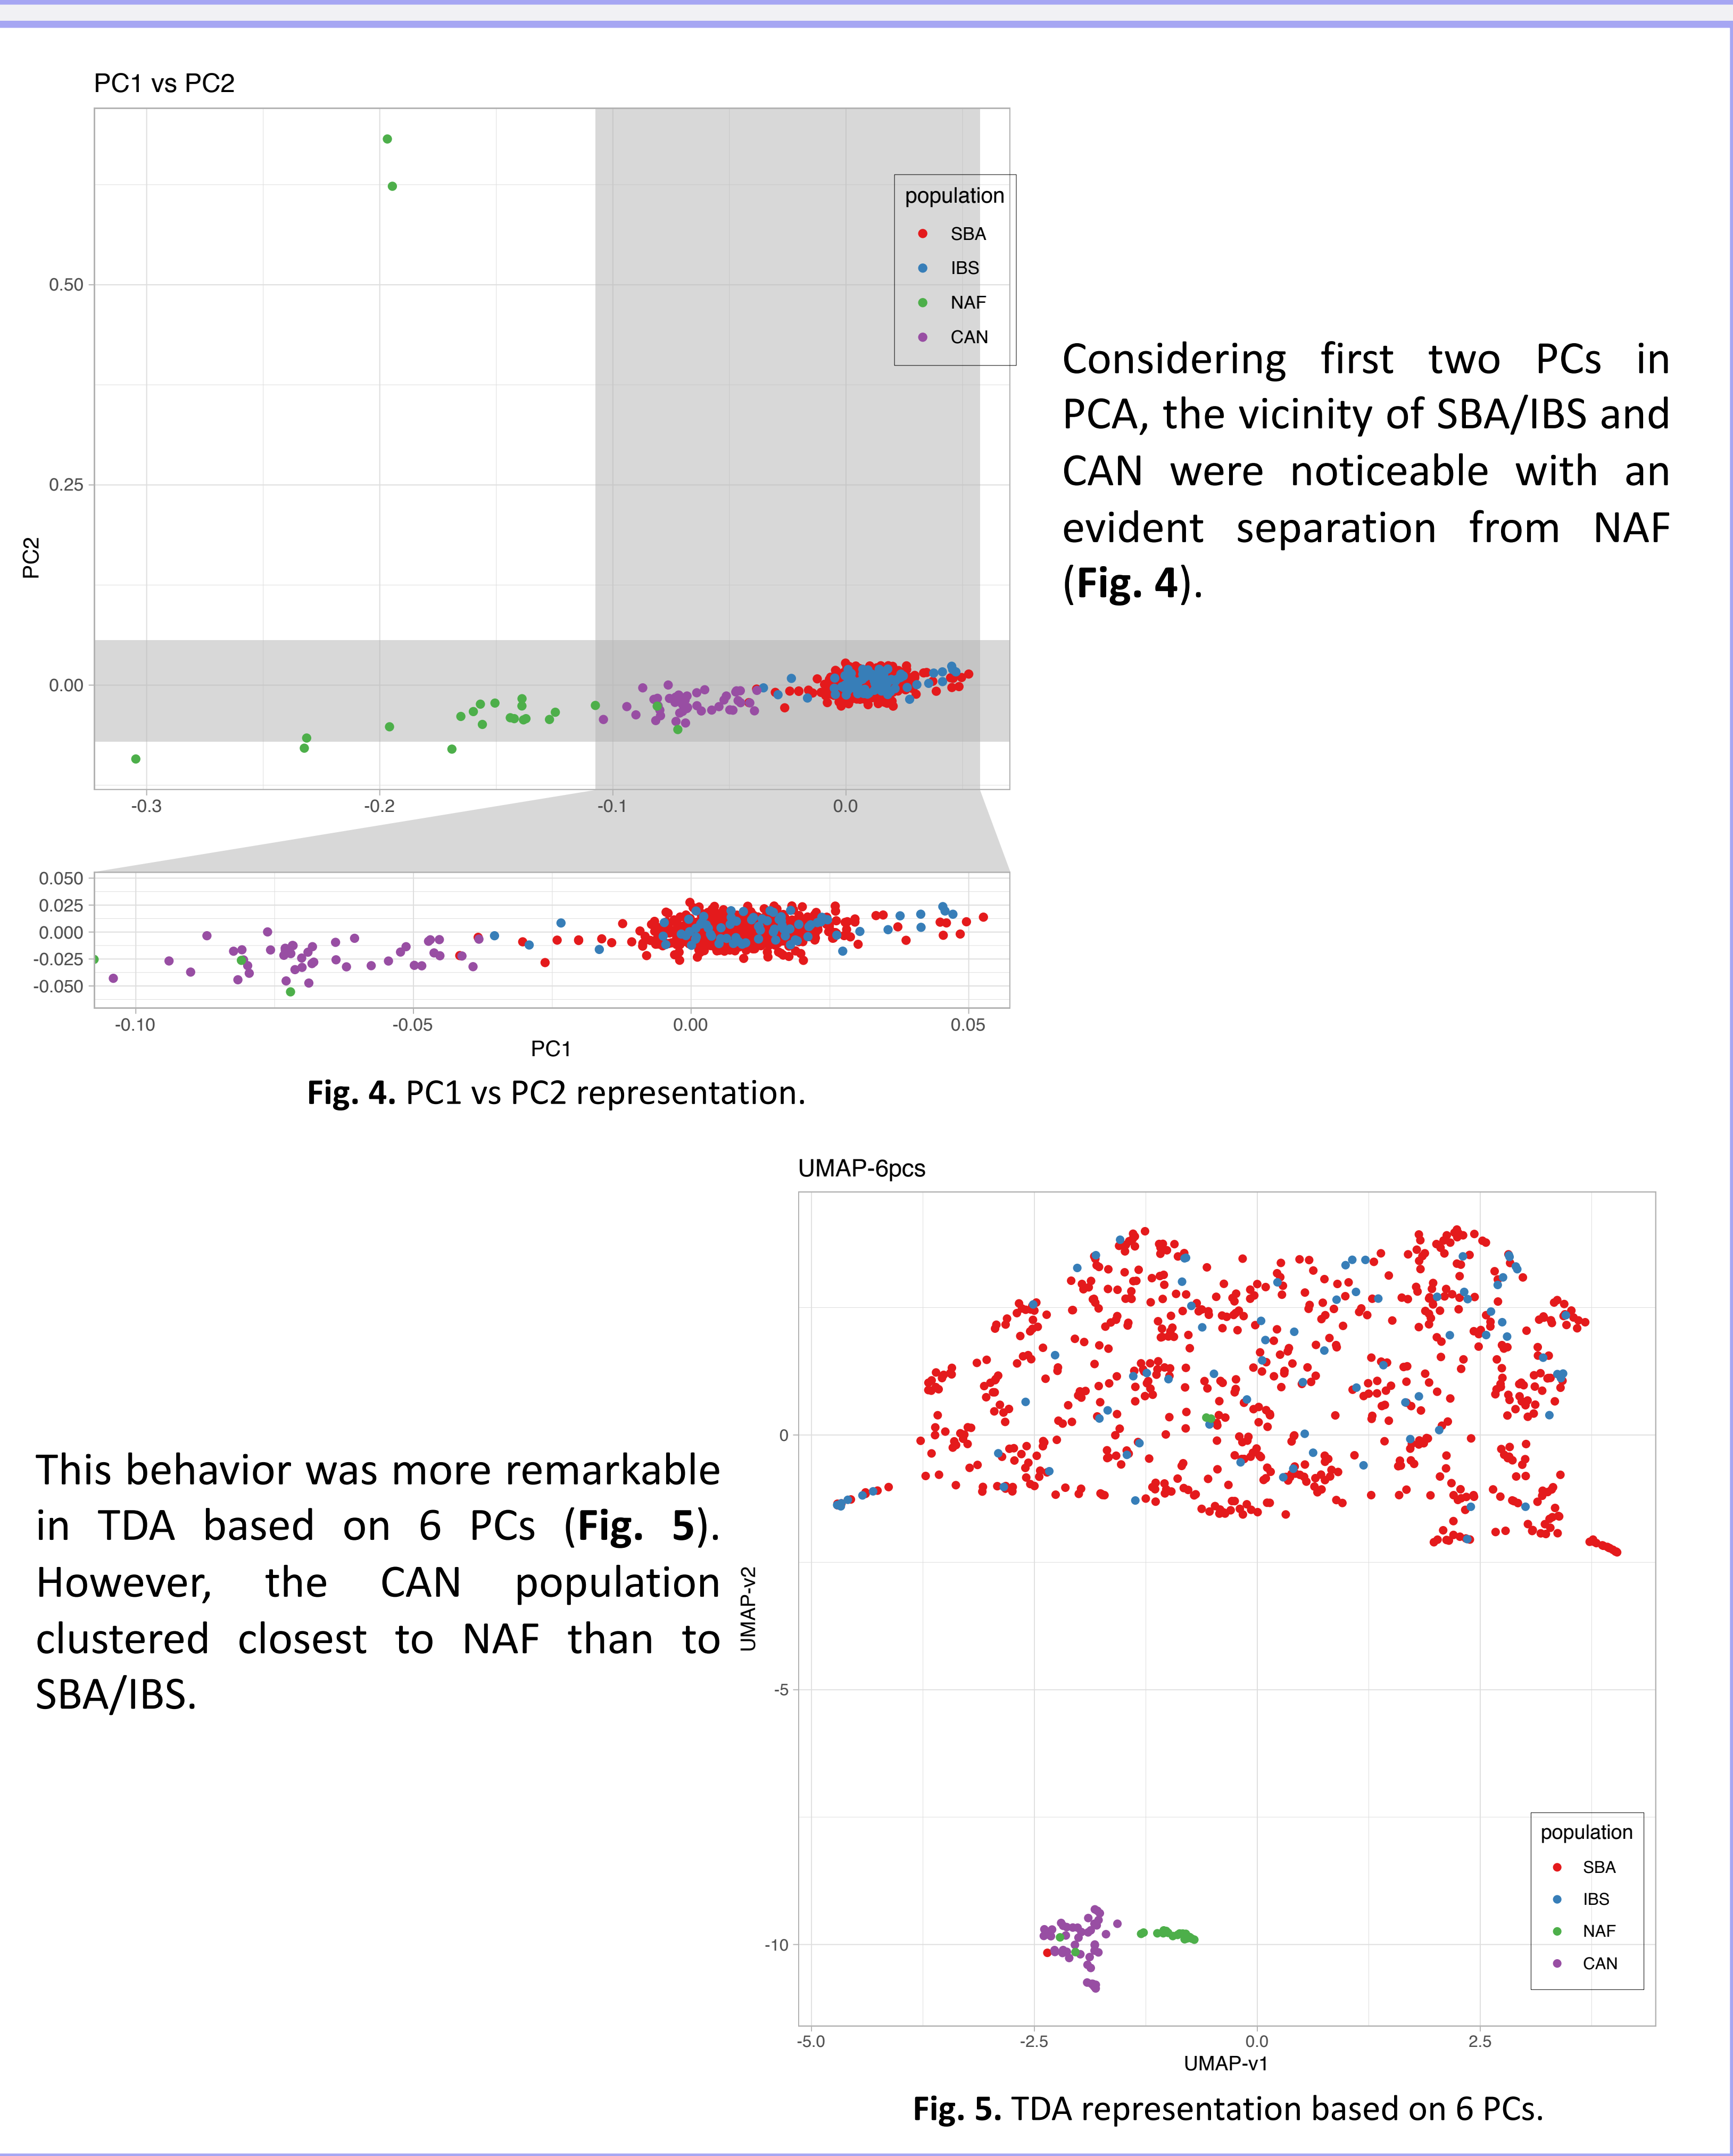 PC1 vs PC2
population
SBA
IBS
NAF
CAN
0.50
0.25
0.00
PC2
-0.3
-0.2
-0.1
0.0
0.050
0.025
0.000
-0.025
-0.050
-0.10
-0.05
0.00
0.05
PC1
Fig. 4. PC1 vs PC2 representation.
Considering first two PCs in
PCA, the vicinity of SBA/IBS and
CAN were noticeable with an
evident separation from NAF
(Fig. 4).
This behavior was more remarkable
in TDA based on 6 PCs (Fig. 5).
However, the CAN population
clustered closest to NAF than to
SBA/IBS.
UMAP-6pcs
0
-5
-10
UMAP-v2
population
SBA
IBS
NAF
CAN
-5.0
-2.5
0.0
2.5
UMAP-v1
Fig. 5. TDA representation based on 6 PCs.